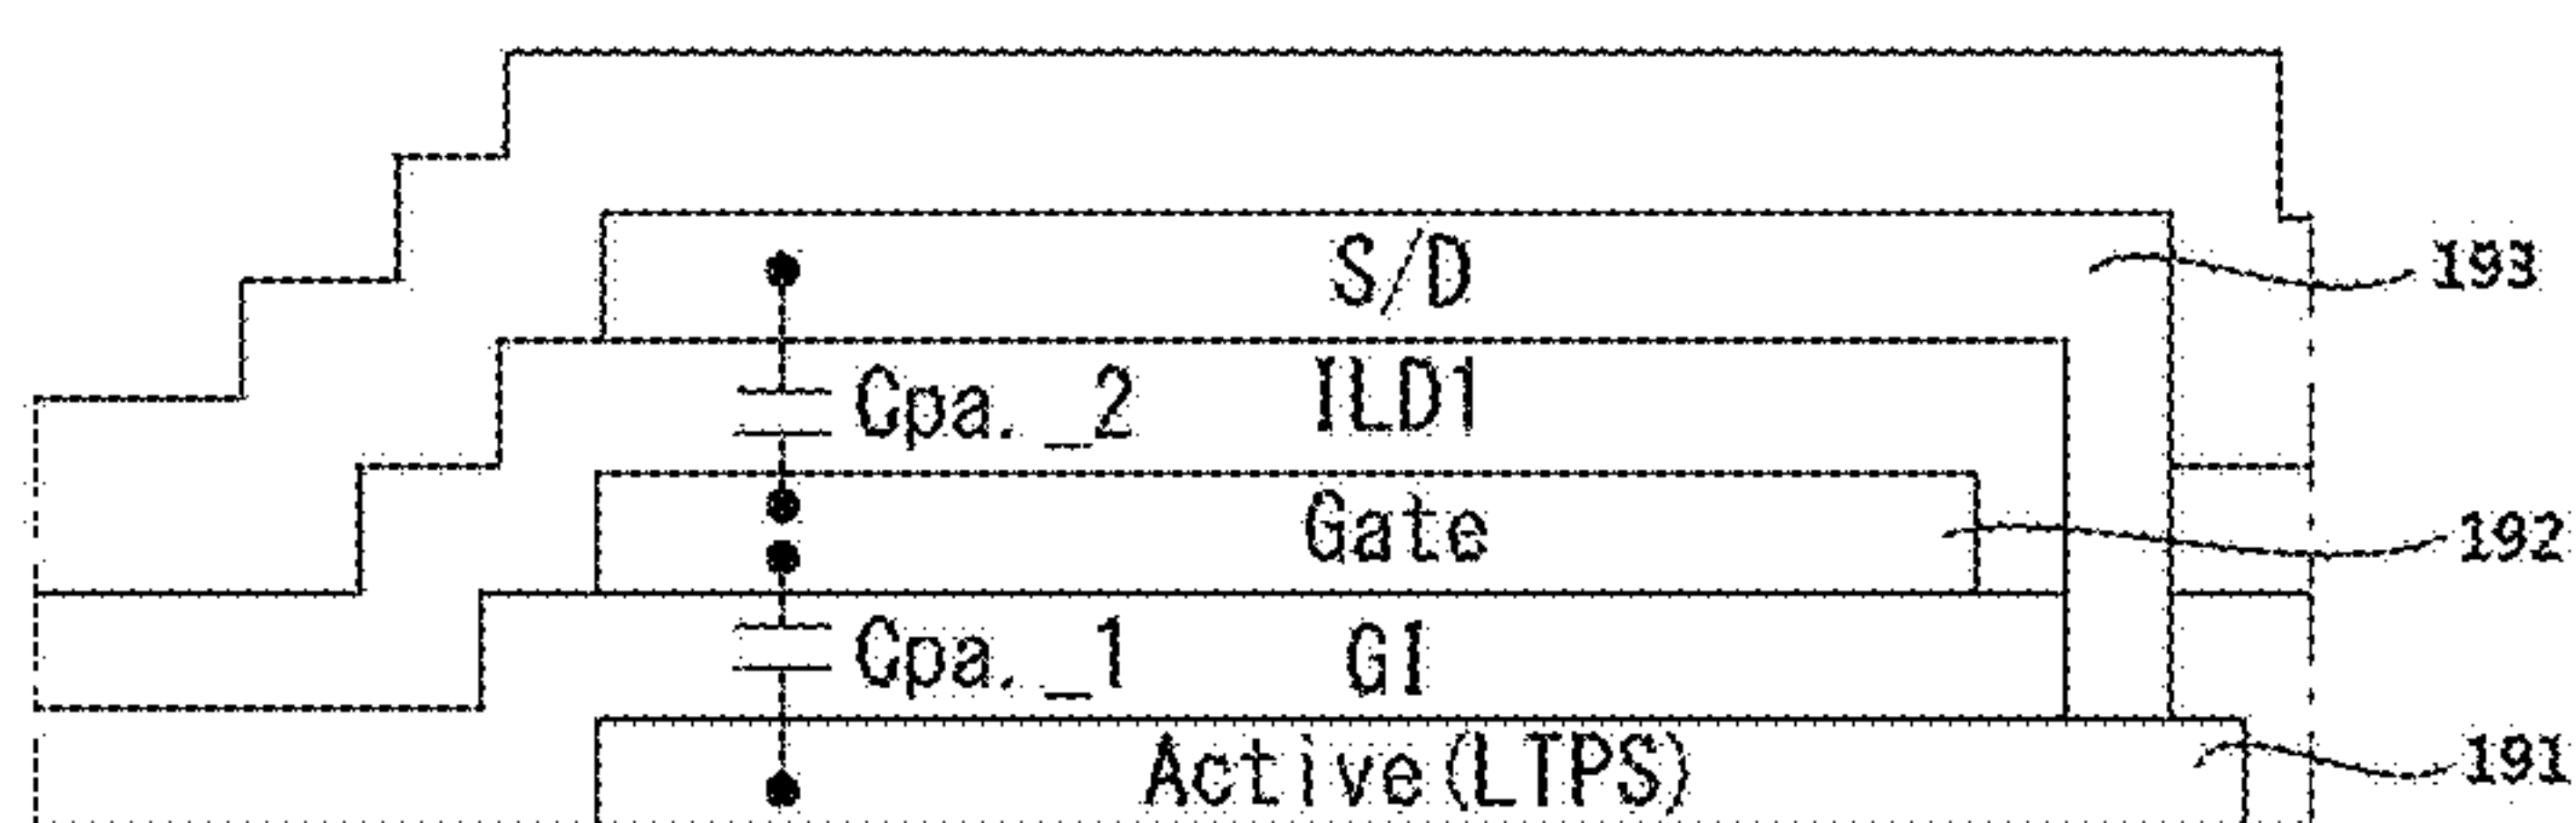 S/D
193
Cpa._2
ILD1
Gate
192
Cpa._1
GI
Active(LTPS)
191